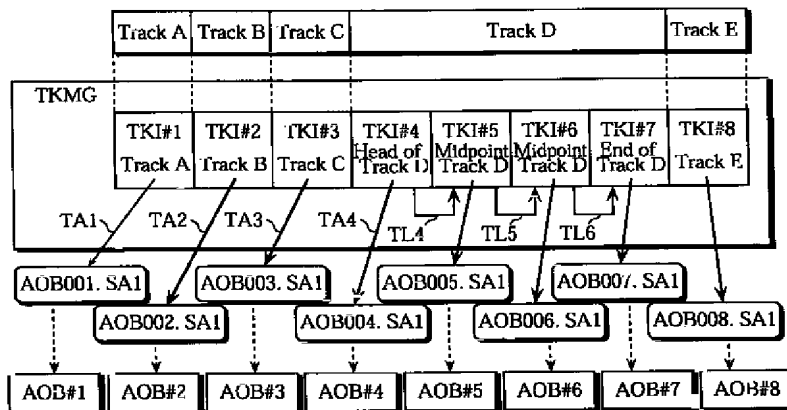 Track A Track B Track C Track D Track E
TKMG
TKI#1 TKI#2 TKI#3 TKI#4 TKI#5 TKI#6 TKI#7 TKI#8
Head of Midpoint Midpoint End of
Track A Track B Track C Track D Track D Track D Track D Track E
TA1 TA2 TA3 TA4 TL4 TL5 TL6
AOB001. SA1 AOB003. SA1 AOB005. SA1 AOB007. SA1
AOB002. SA1 AOB004. SA1 AOB006. SA1 AOB008. SA1
AOB#1 AOB#2 AOB#3 AOB#4 AOB#5 AOB#6 AOB#7 AOB#8